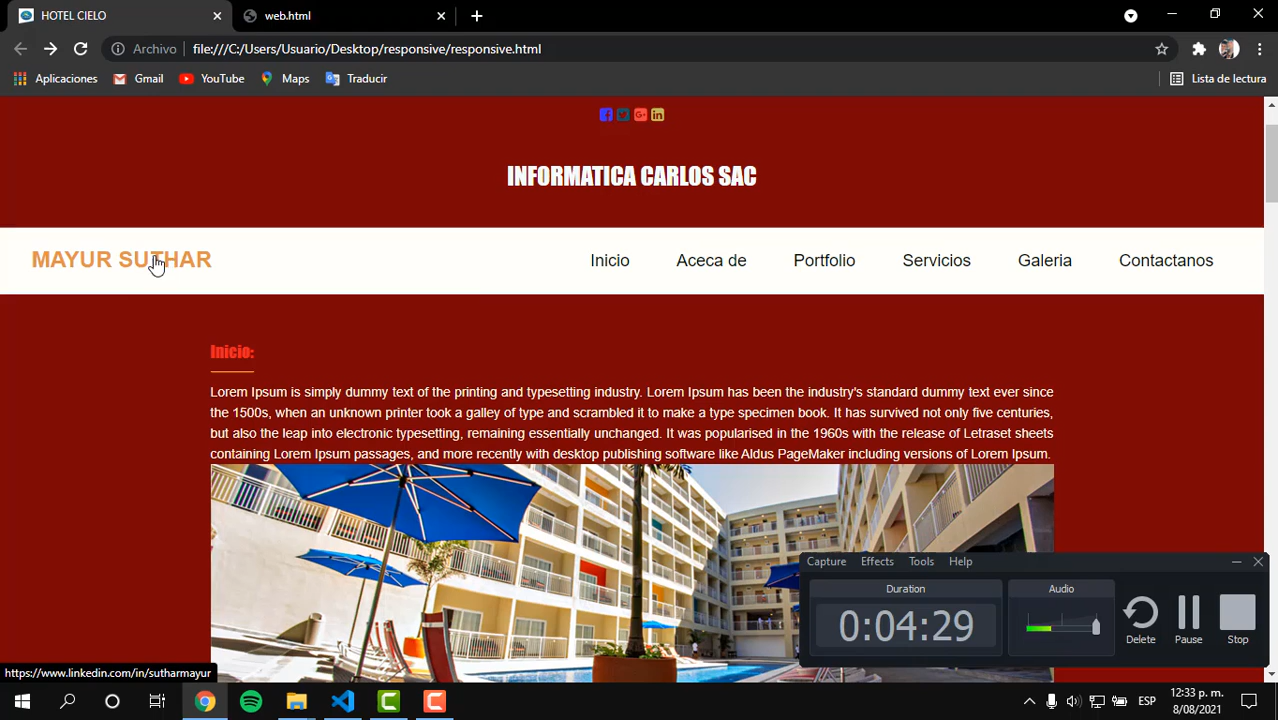 HOTEL CIELO
web.html
Archivo file:///C:/Users/Usuario/Desktop/responsive/responsive.html
Aplicaciones Gmail YouTube Maps Traducir Lista de lectura
INFORMATICA CARLOS SAC
MAYUR SUTHAR Inicio Aceca de Portfolio Servicios Galeria Contactanos
Inicio:
Lorem Ipsum is simply dummy text of the printing and typesetting industry. Lorem Ipsum has been the industry's standard dummy text ever since
the 1500s, when an unknown printer took a galley of type and scrambled it to make a type specimen book. It has survived not only five centuries,
but also the leap into electronic typesetting, remaining essentially unchanged. It was popularised in the 1960s with the release of Letraset sheets
containing Lorem Ipsum passages, and more recently with desktop publishing software like Aldus PageMaker including versions of Lorem Ipsum.
Capture Effects Tools Help
Duration Audio
0:04:29
Delete Pause Stop
https://www.linkedin.com/in/sutharmayur
ESP
12:33 p. m.
8/08/2021